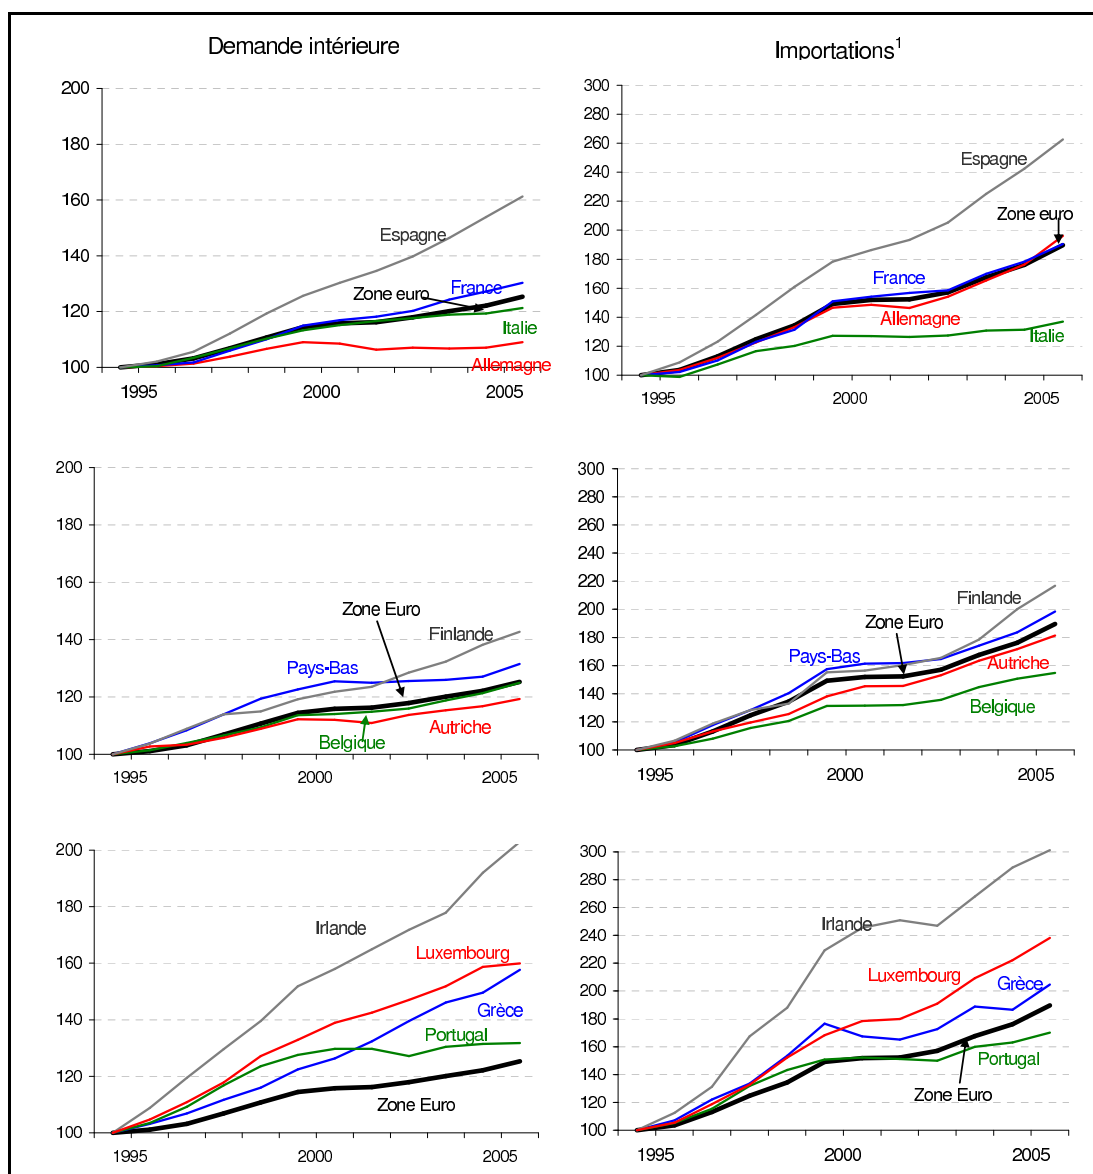 Demande intérieure
200
180
160
140
120
100
Espagne
France
Zone euro
Italie
Allemagne
1995
2000
2005
Importations¹
300
280
260
240
220
200
180
160
140
120
100
Espagne
Zone euro
France
Allemagne
Italie
1995
2000
2005
200
180
160
140
120
100
Zone Euro
Finlande
Pays-Bas
Belgique
Autriche
1995
2000
2005
300
280
260
240
220
200
180
160
140
120
100
Finlande
Zone Euro
Pays-Bas
Autriche
Belgique
1995
2000
2005
200
180
160
140
120
100
Irlande
Luxembourg
Grèce
Portugal
Zone Euro
1995
2000
2005
300
280
260
240
220
200
180
160
140
120
100
Irlande
Luxembourg
Grèce
Portugal
Zone Euro
1995
2000
2005